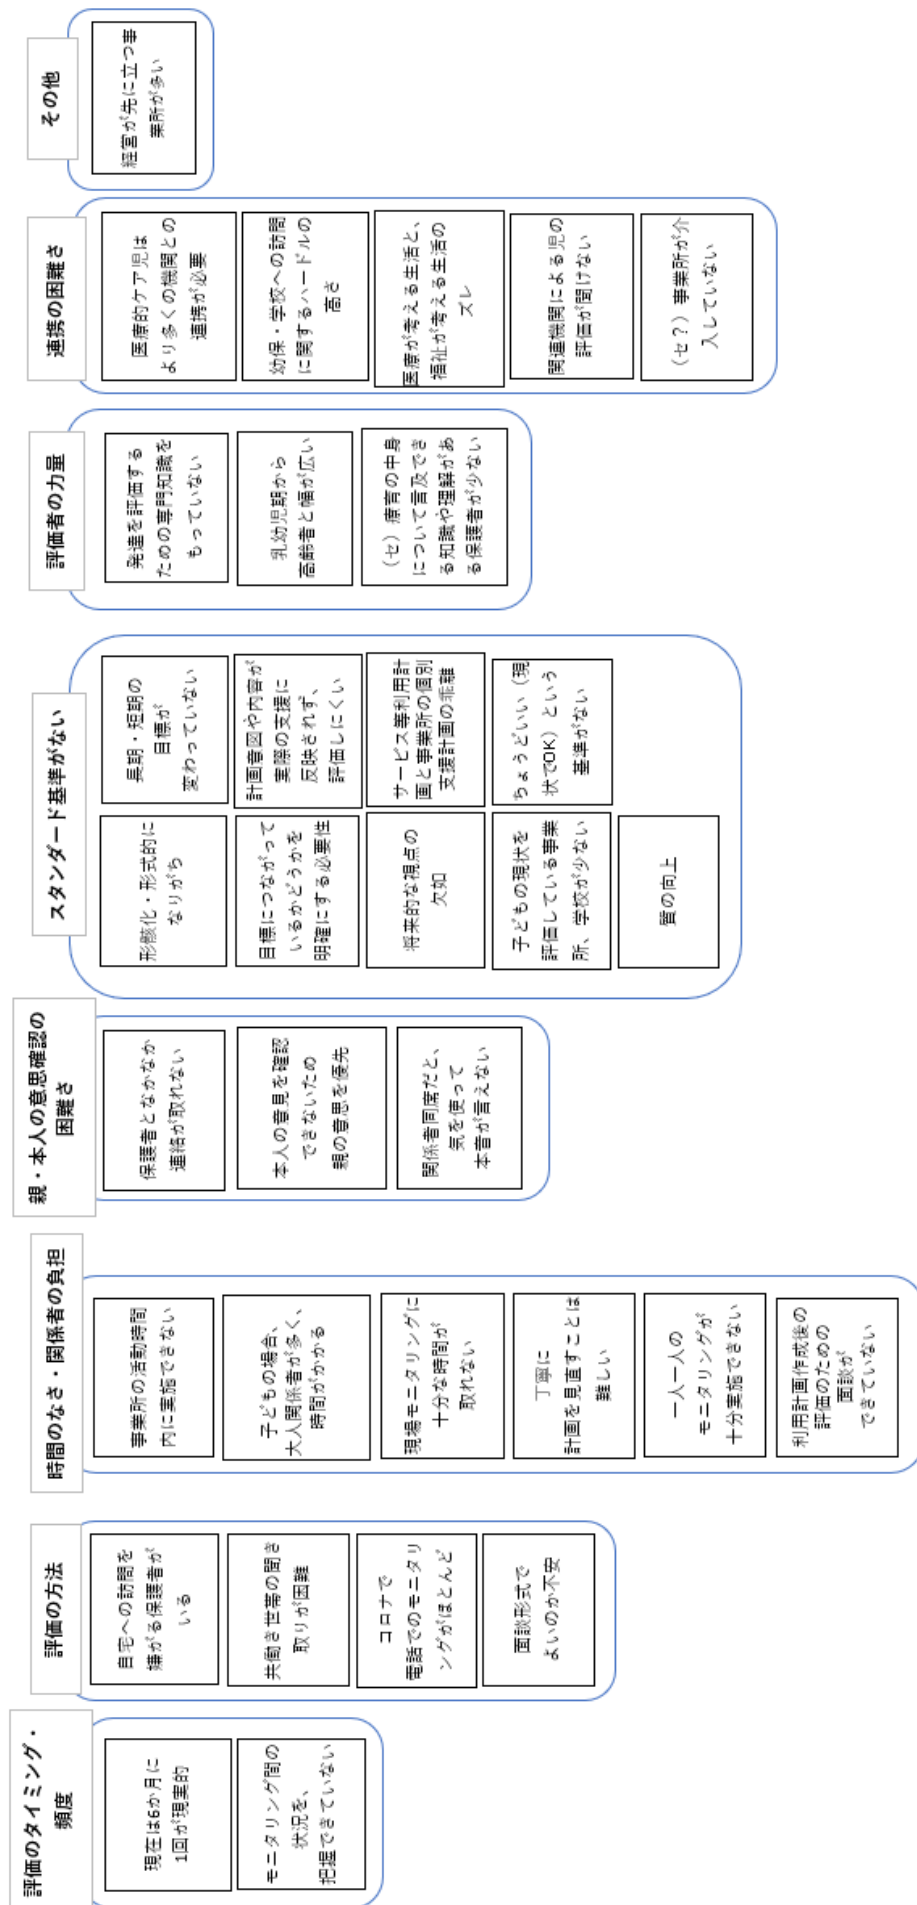 評価のタイミング・
頻度
現在は6か月に
1回が現実的
モニタリング間の
状況を、
把握できていない
評価の方法
自宅への訪問を
嫌がる保護者が
いる
共働き世帯の聞き
取りが困難
コロナで
電話でのモニタリ
ングがほとんど
面談形式で
よいのか不安
時間のなさ・関係者の負担
事業所の活動時間
内に実施できない
子どもの場合、
大人関係者が多く、
時間がかかる
現場モニタリングに
十分な時間が
取れない
丁寧に
計画を見直すことは
難しい
一人一人の
モニタリングが
十分実施できない
利用計画作成後の
評価のための
面談が
できていない
親・本人の意思確認の
困難さ
保護者となかなか
連絡が取れない
本人の意見を確認
できないため
親の意思を優先
関係者同席だと、
気を使って
本音が言えない
スタンダード基準がない
形骸化・形式的に
なりがち
長期・短期の
目標が
変わっていない
目標につながって
いるかどうかを
明確にする必要性
計画意図や内容が
実際の支援に
反映されず、
評価しにくい
将来的な視点の
欠如
サービス等利用計
画と事業所の個別
支援計画の乖離
子どもの現状を
評価している事業
所、学校が少ない
ちょうどいい（現
状でOK）という
基準がない
質の向上
評価者の力量
発達を評価する
ための専門知識を
もっていない
乳幼児期から
高齢者と幅が広い
（セ）療育の中身
について言及でき
る知識や理解があ
る保護者が少ない
連携の困難さ
医療的ケア児は
より多くの機関との
連携が必要
幼保・学校への訪問
に関するハードルの
高さ
医療が考える生活と、
福祉が考える生活の
ズレ
関連機関による児の
評価が聞けない
（セ？）事業所が介
入していない
その他
経営が先に立つ事
業所が多い